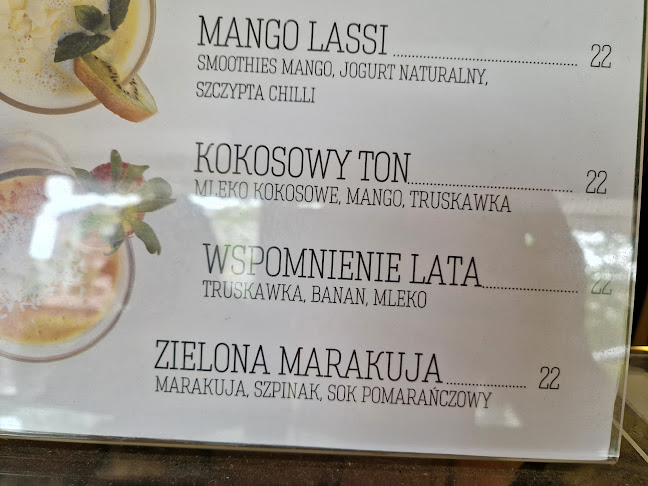 MANGO LASSI ........................ 22
SMOOTHIES MANGO, JOGURT NATURALNY,
SZCZYPTA CHILLI
KOKOSOWY TON ........................ 22
MLEKO KOKOSOWE, MANGO, TRUSKAWKA
WSPOMNIENIE LATA ........................ 22
TRUSKAWKA, BANAN, MLEKO
ZIELONA MARAKUJA ........................ 22
MARAKUJA, SZPINAK, SOK POMARAŃCZOWY